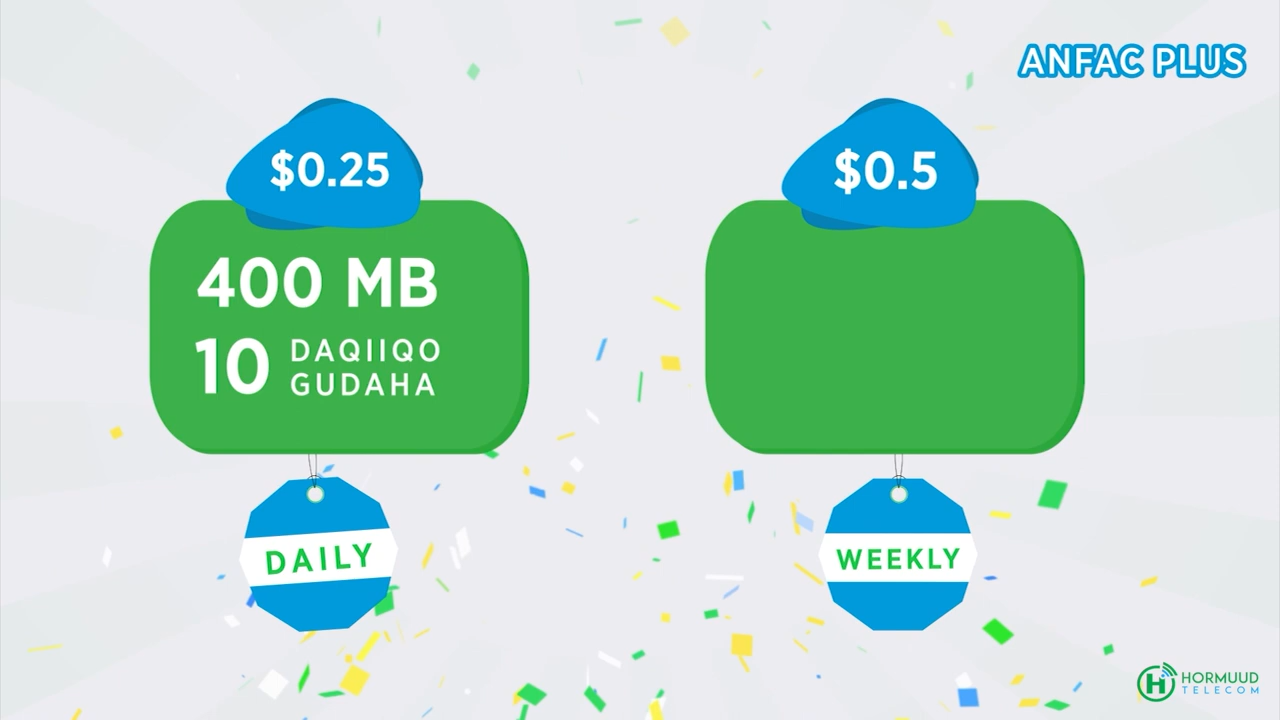 ANFAC PLUS
$0.25
400 MB
10 DAQIIQO
GUDAHA
DAILY
$0.5
WEEKLY
HORMUUD
TELECOM